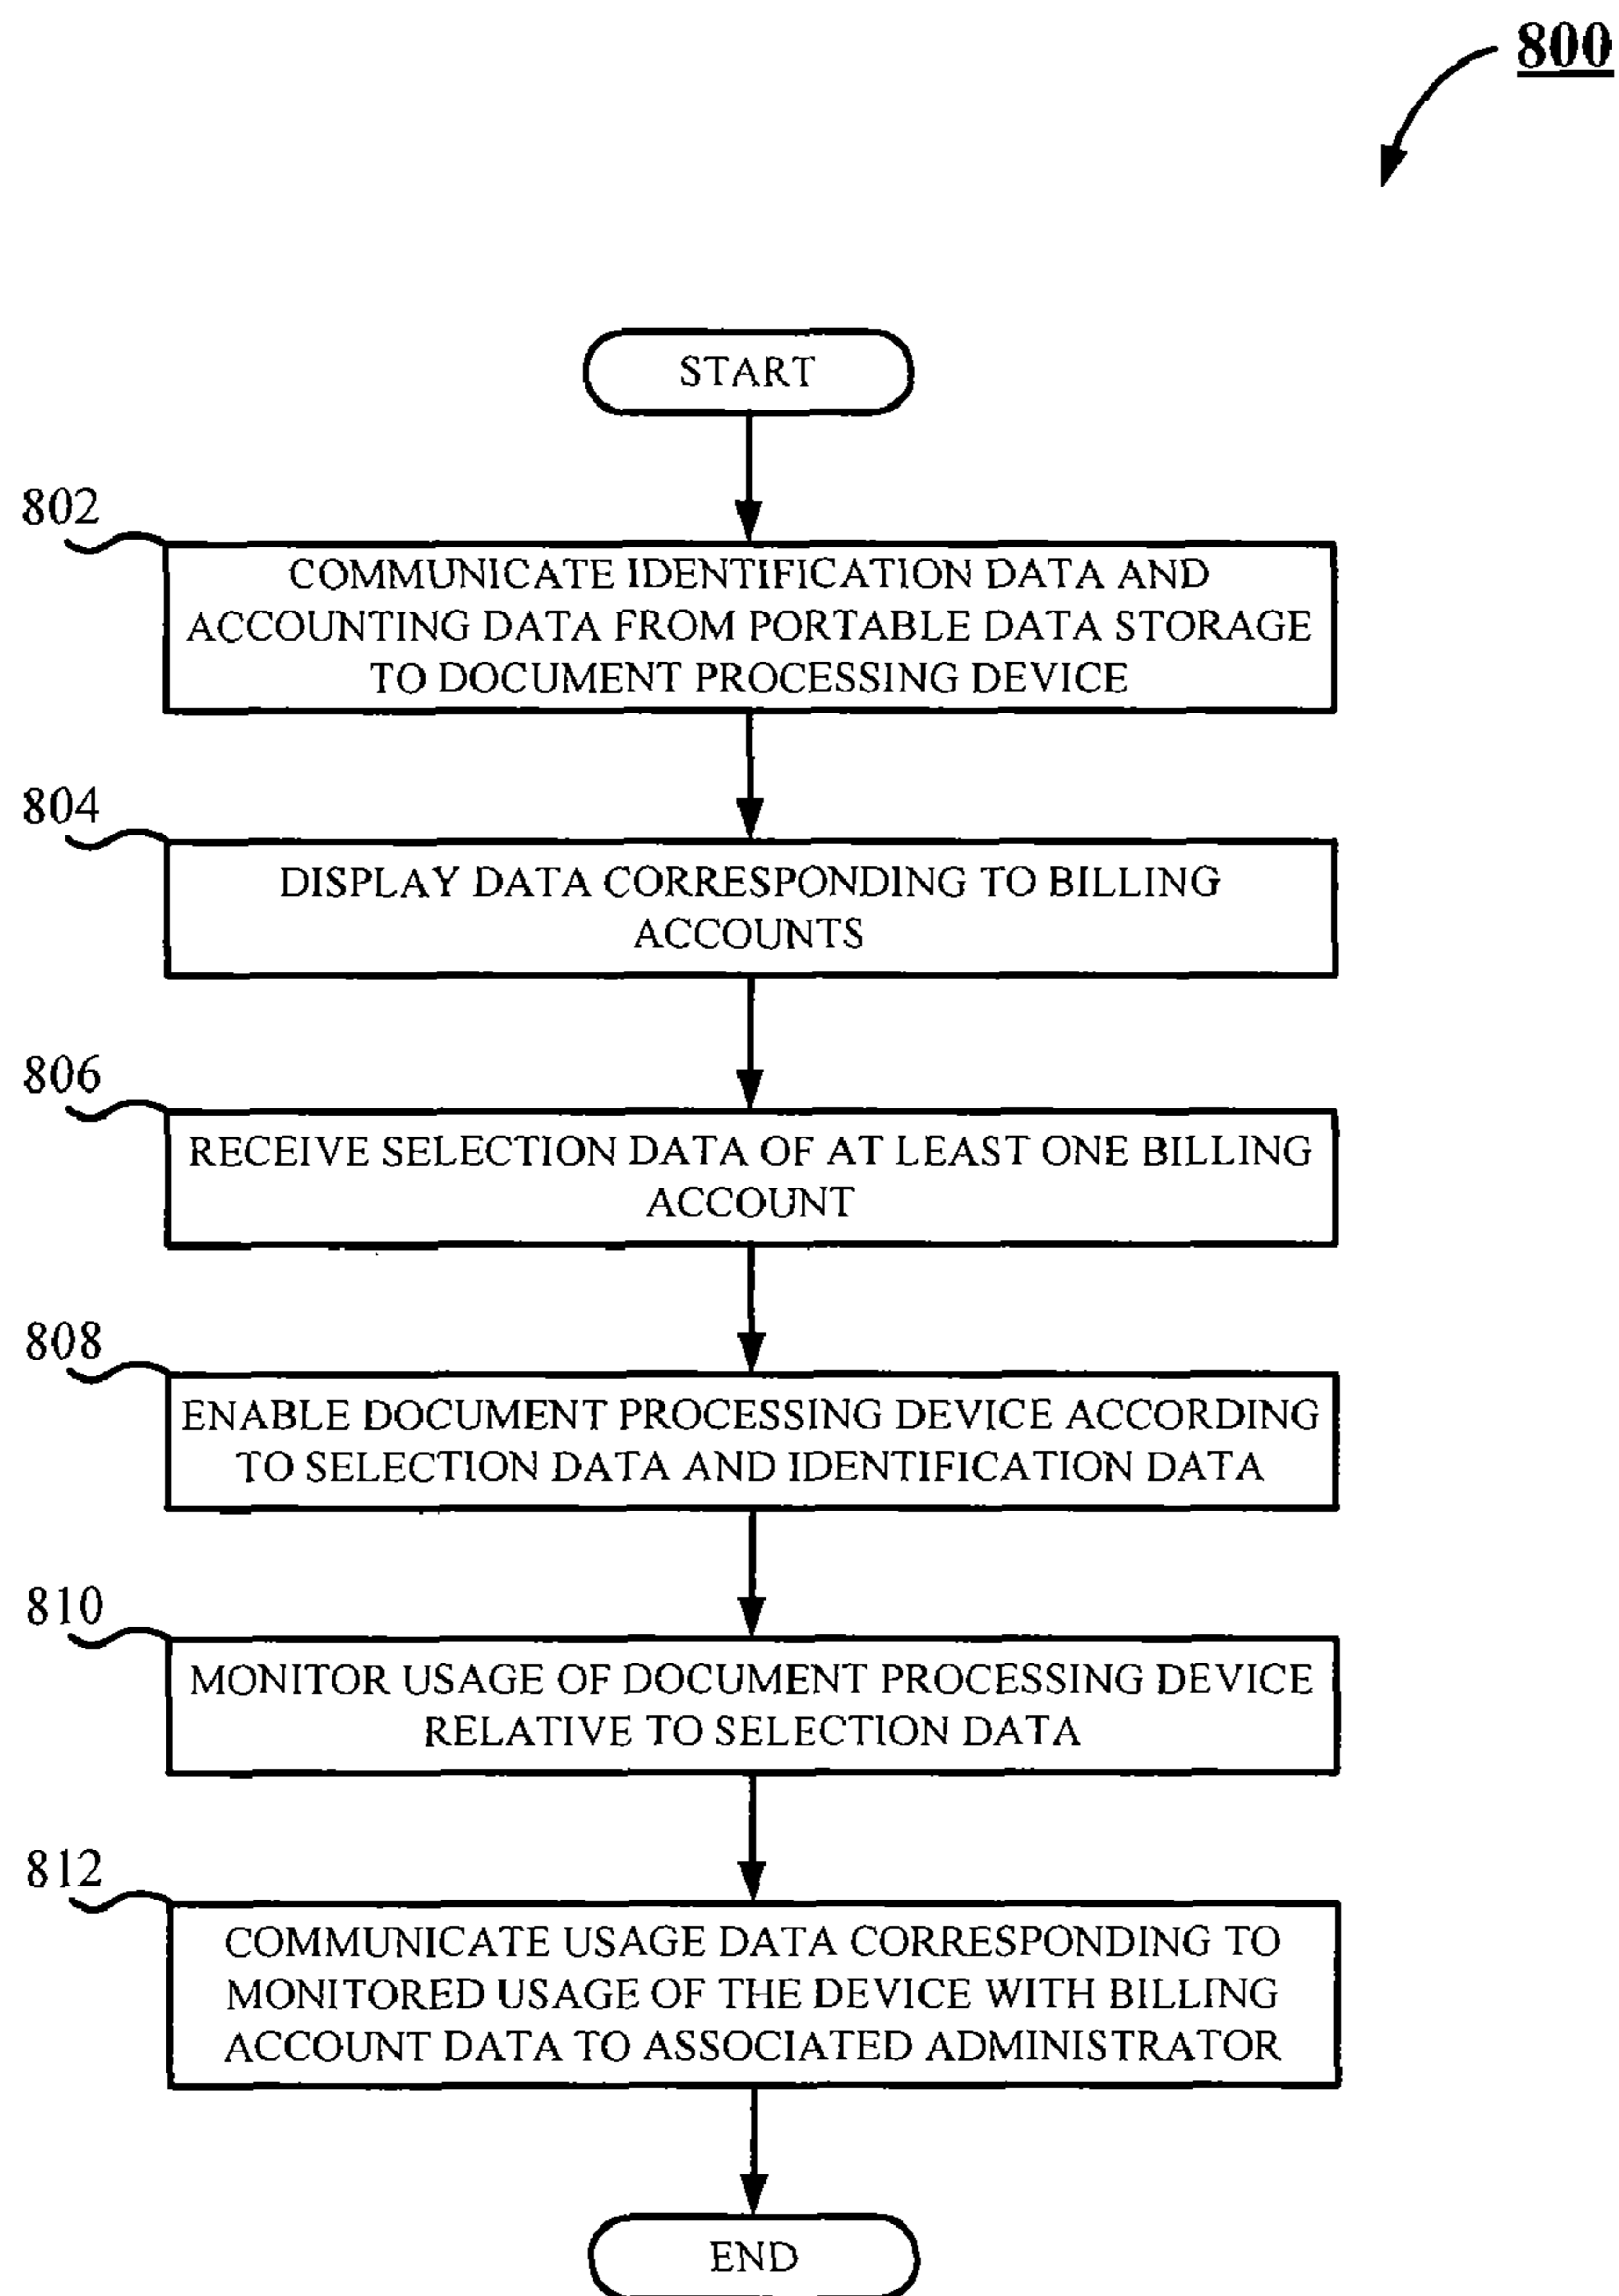 800
START
802
COMMUNICATE IDENTIFICATION DATA AND
ACCOUNTING DATA FROM PORTABLE DATA STORAGE
TO DOCUMENT PROCESSING DEVICE
804
DISPLAY DATA CORRESPONDING TO BILLING
ACCOUNTS
806
RECEIVE SELECTION DATA OF AT LEAST ONE BILLING
ACCOUNT
808
ENABLE DOCUMENT PROCESSING DEVICE ACCORDING
TO SELECTION DATA AND IDENTIFICATION DATA
810
MONITOR USAGE OF DOCUMENT PROCESSING DEVICE
RELATIVE TO SELECTION DATA
812
COMMUNICATE USAGE DATA CORRESPONDING TO
MONITORED USAGE OF THE DEVICE WITH BILLING
ACCOUNT DATA TO ASSOCIATED ADMINISTRATOR
END